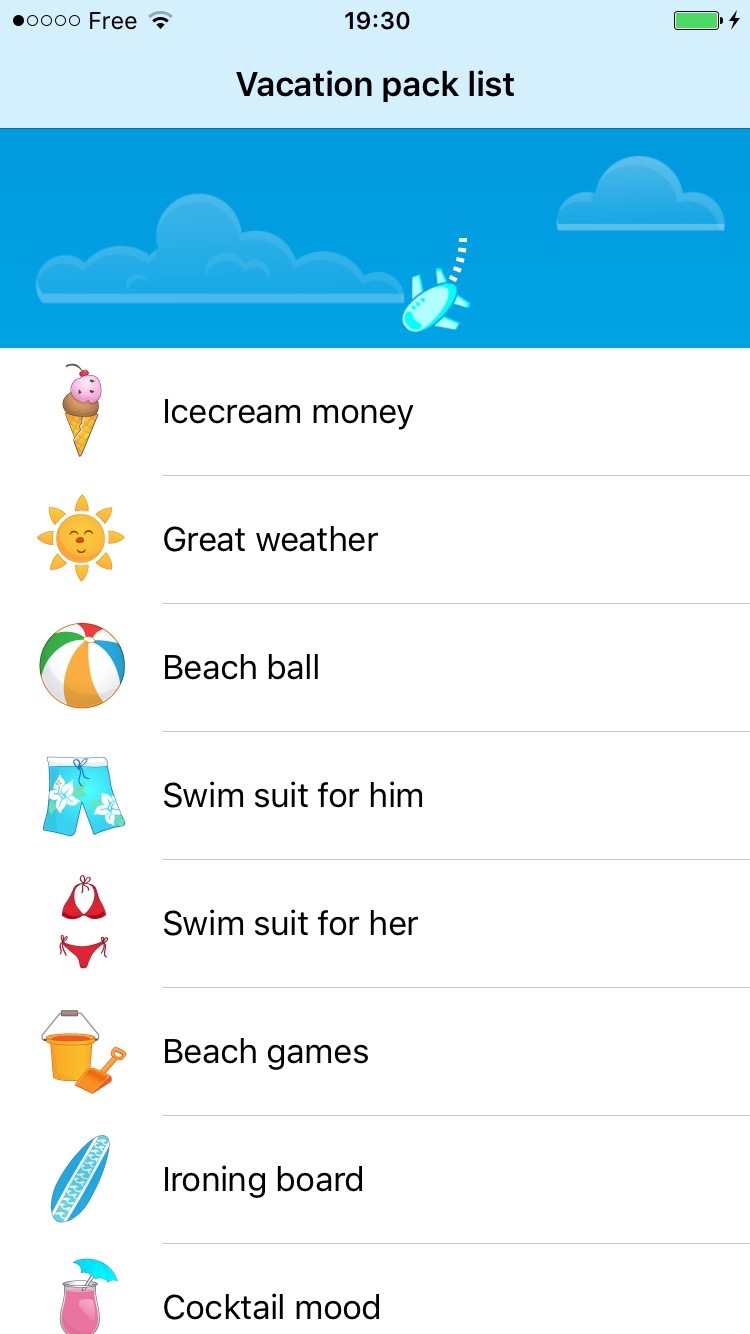 Free 19:30
Vacation pack list
Icecream money
Great weather
Beach ball
Swim suit for him
Swim suit for her
Beach games
Ironing board
Cocktail mood